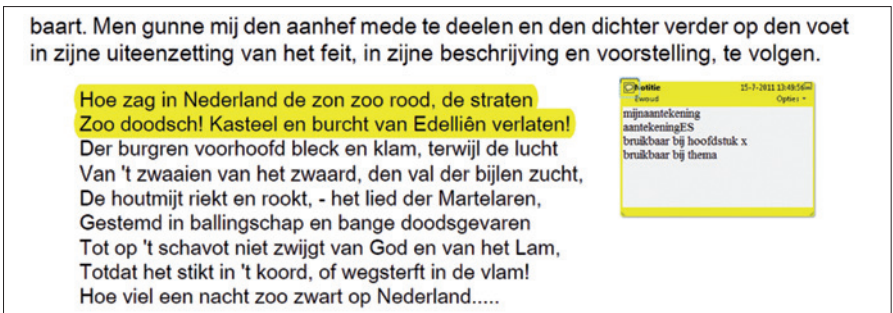 baart. Men gunne mij den aanhef mede te deelen en den dichter verder op den voet
in zijne uiteenzetting van het feit, in zijne beschrijving en voorstelling, te volgen.
Hoe zag in Nederland de zon zoo rood, de straten
Zoo doodsch! Kasteel en burcht van Edelliên verlaten!
Der burgren voorhoofd bleck en klam, terwijl de lucht
Van 't zwaaien van het zwaard, den val der bijlen zucht,
De houtmijt riekt en rookt, - het lied der Martelaren,
Gestemd in ballingschap en bange doodsgevaren
Tot op 't schavot niet zwijgt van God en van het Lam,
Totdat het stikt in 't koord, of wegsterft in de vlam!
Hoe viel een nacht zoo zwart op Nederland.....
Notitie 15-7-2011 13:49:56
Ewoud Opties
mijnaantekening
aantekeningES
bruikbaar bij hoofdstuk x
bruikbaar bij thema